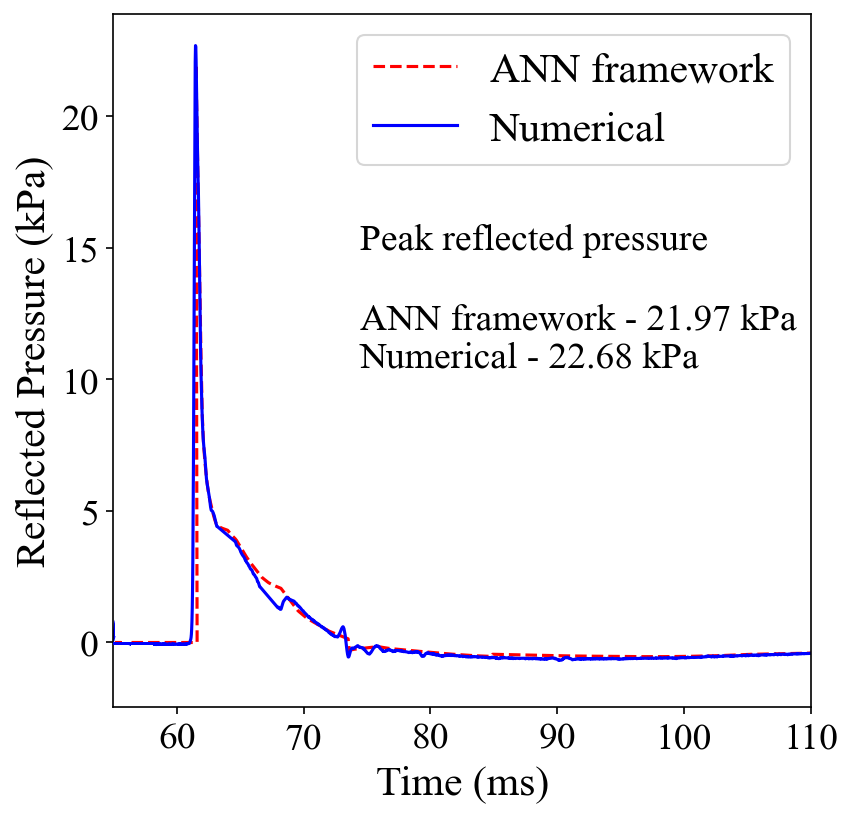 ANN framework
Numerical
Peak reflected pressure
ANN framework - 21.97 kPa
Numerical - 22.68 kPa
Reflected Pressure (kPa)
20
15
10
5
0
60 70 80 90 100 110
Time (ms)